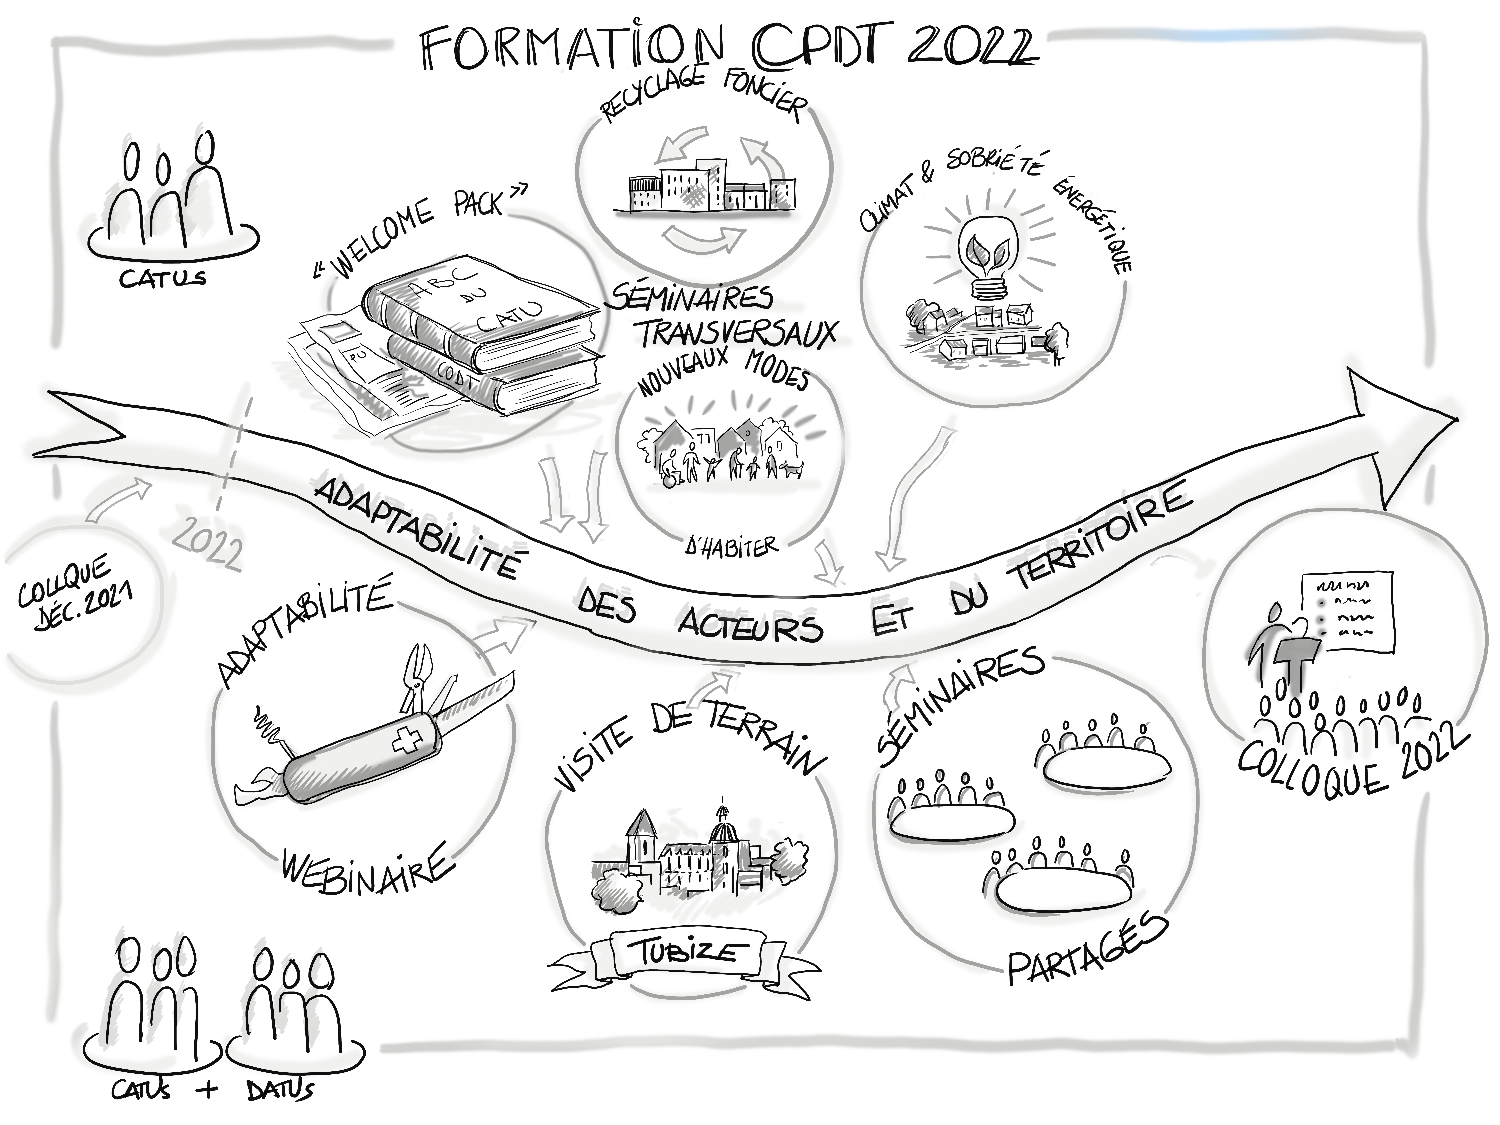 FORMATION CPDT 2022
CATUS
« WELCOME PACK »
ABC
DU
CATU
CODT
RECYCLAGE FONCIER
SÉMINAIRES
TRANSVERSAUX
NOUVEAUX MODES
D'HABITER
CLIMAT & SOBRIÉTÉ ÉNERGÉTIQUE
2022
COLLQUE
DÉC. 2021
ADAPTABILITÉ DES ACTEURS ET DU TERRITOIRE
ADAPTABILITÉ
WEBINAIRE
VISITE DE TERRAIN
TUBIZE
SÉMINAIRES
PARTAGÉS
COLLOQUE 2022
CATUS + DATUS